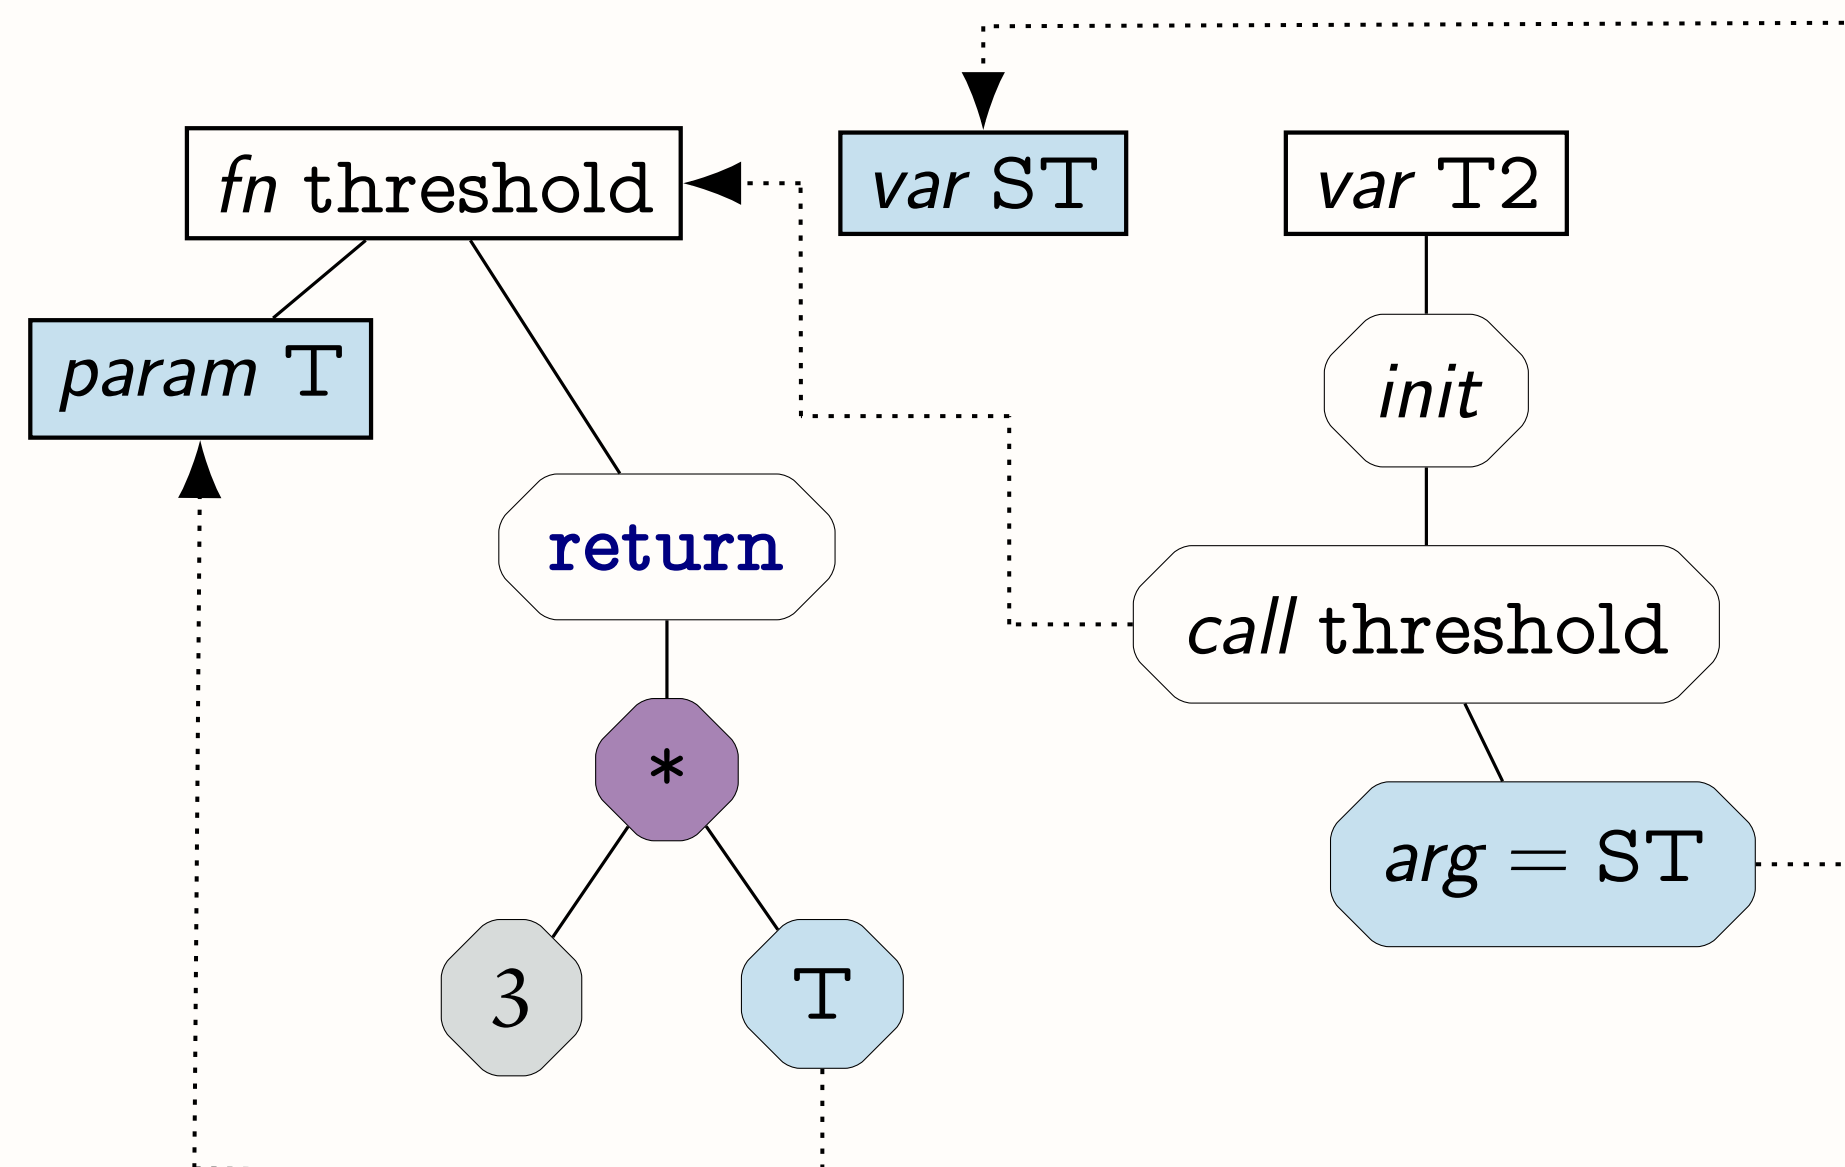 fn threshold
var ST
var T2
param T
init
return
call threshold
*
arg = ST
3
T